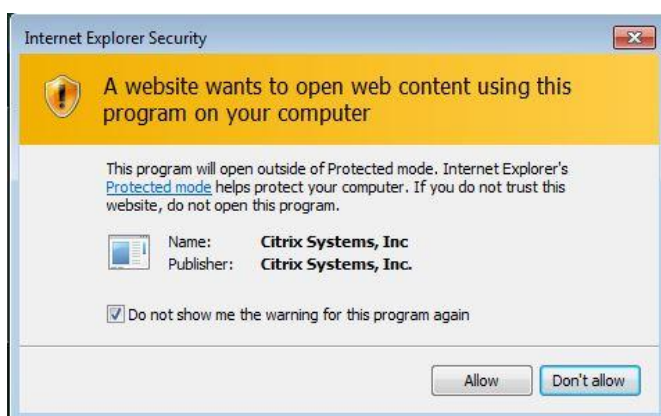 Internet Explorer Security
A website wants to open web content using this
program on your computer
This program will open outside of Protected mode. Internet Explorer's
Protected mode helps protect your computer. If you do not trust this
website, do not open this program.
Name: Citrix Systems, Inc
Publisher: Citrix Systems, Inc.
Do not show me the warning for this program again
Allow Don't allow